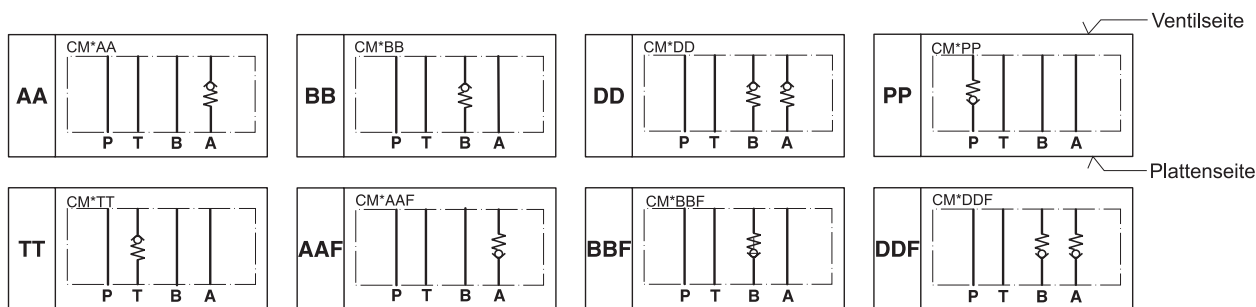 Ventilseite
AA CM*AA P T B A
BB CM*BB P T B A
DD CM*DD P T B A
PP CM*PP P T B A
Plattenseite
TT CM*TT P T B A
AAF CM*AAF P T B A
BBF CM*BBF P T B A
DDF CM*DDF P T B A